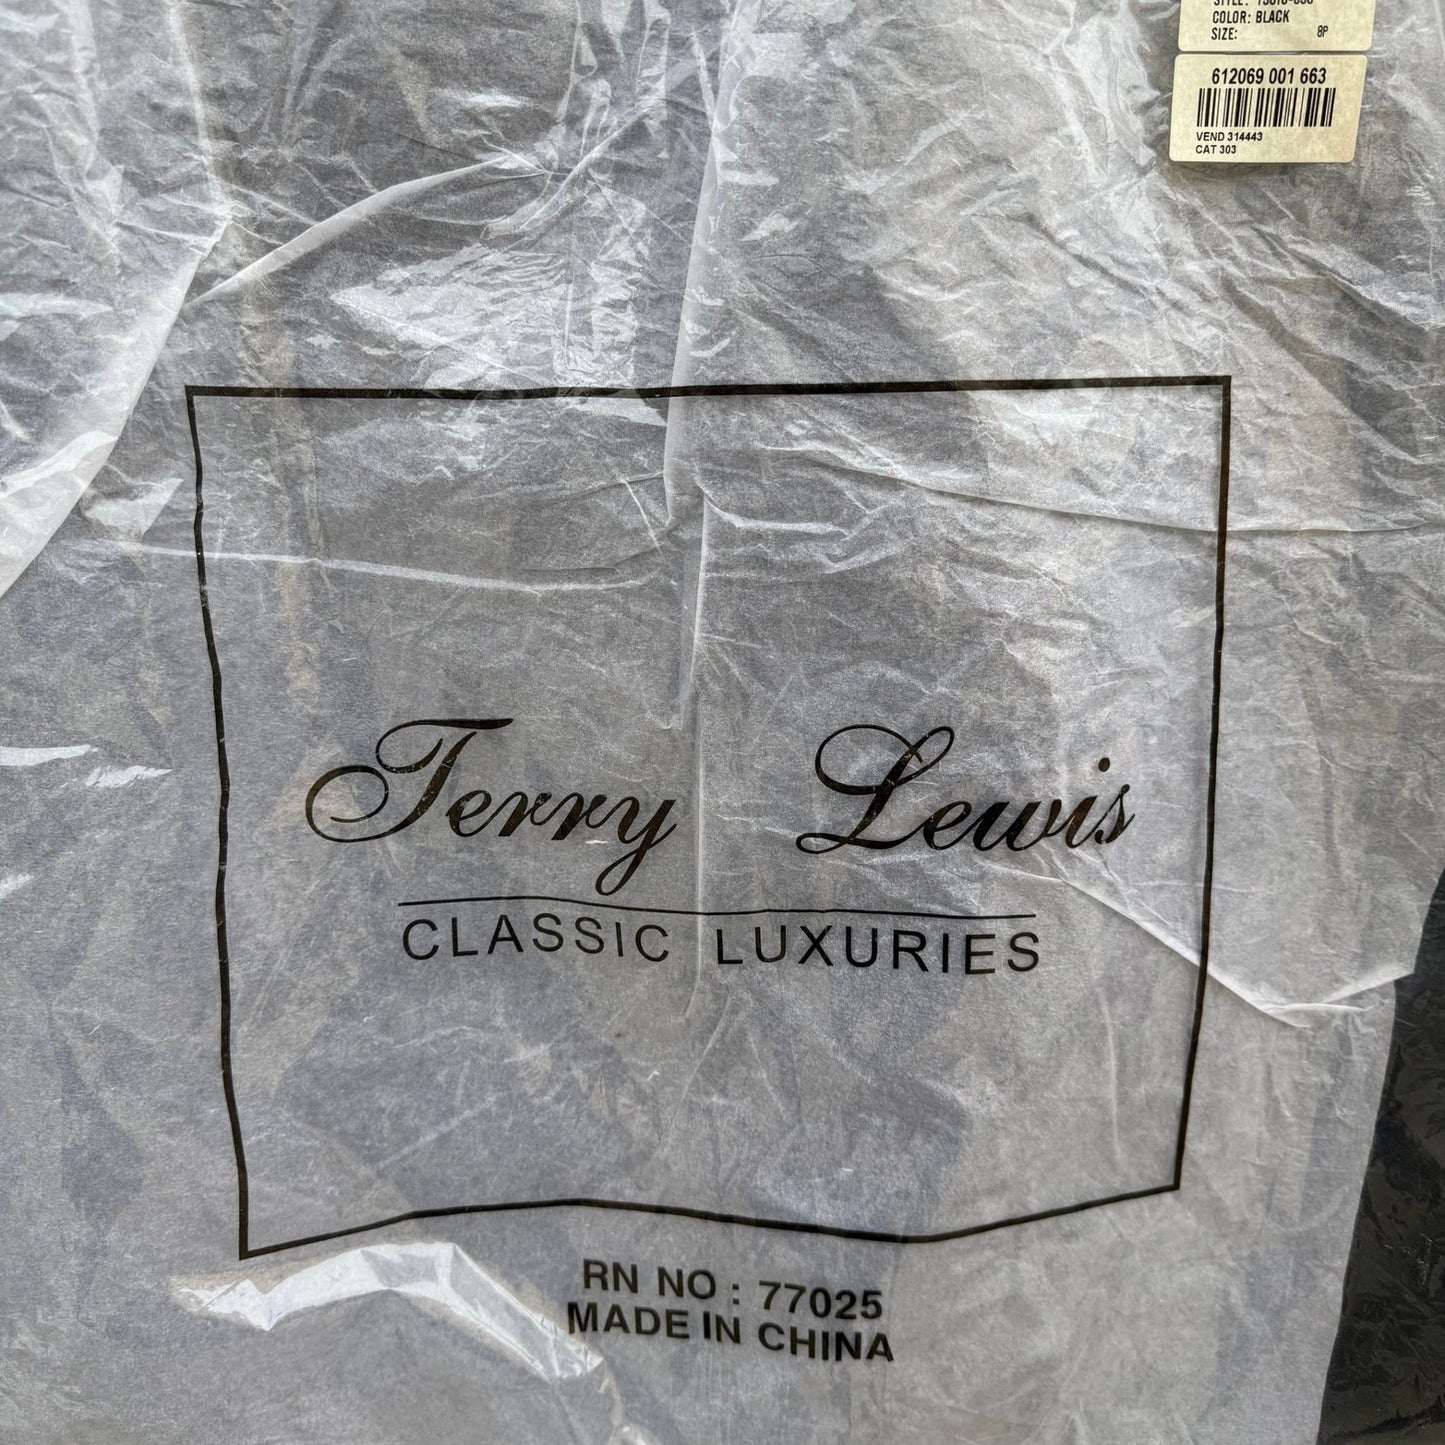 COLOR: BLACK
SIZE: 8P
612069 001 663
VEND 314443
CAT 303
Terry Lewis
CLASSIC LUXURIES
RN NO : 77025
MADE IN CHINA